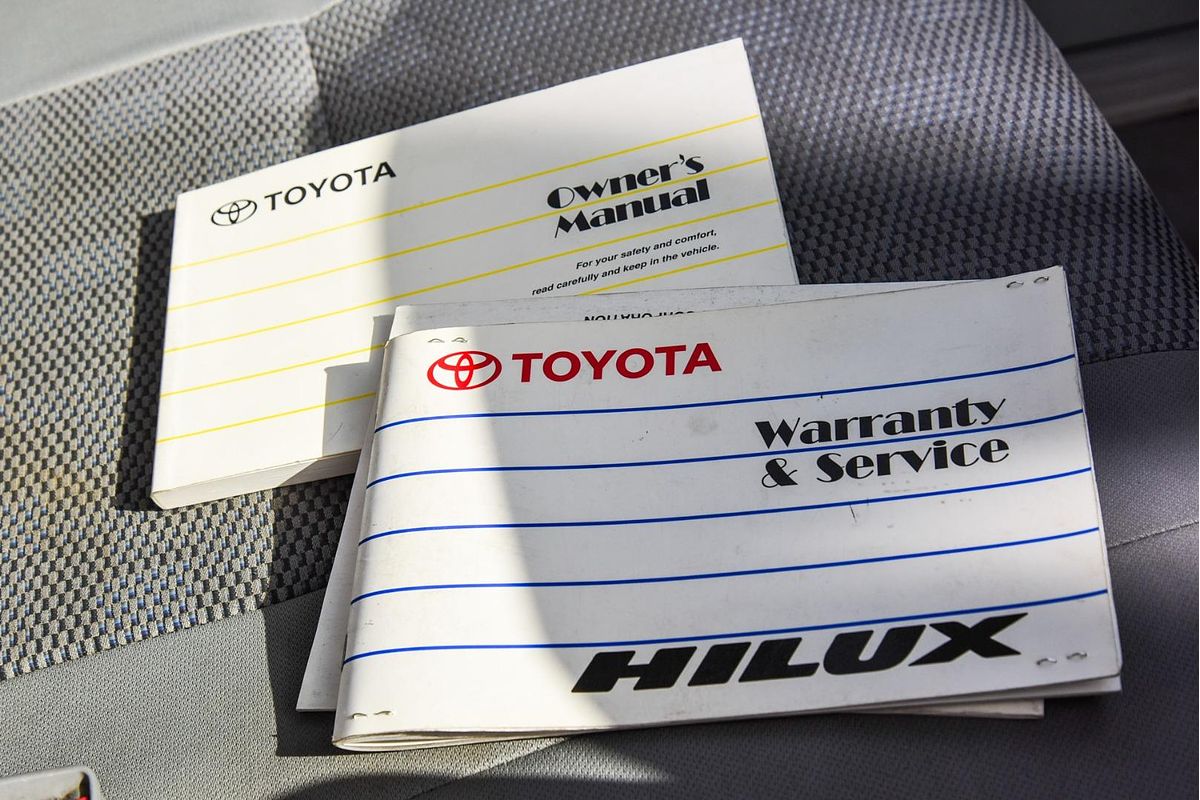 TOYOTA
Owner's
Manual
For your safety and comfort,
read carefully and keep in the vehicle.
CORPORATION
TOYOTA
Warranty
& Service
HILUX